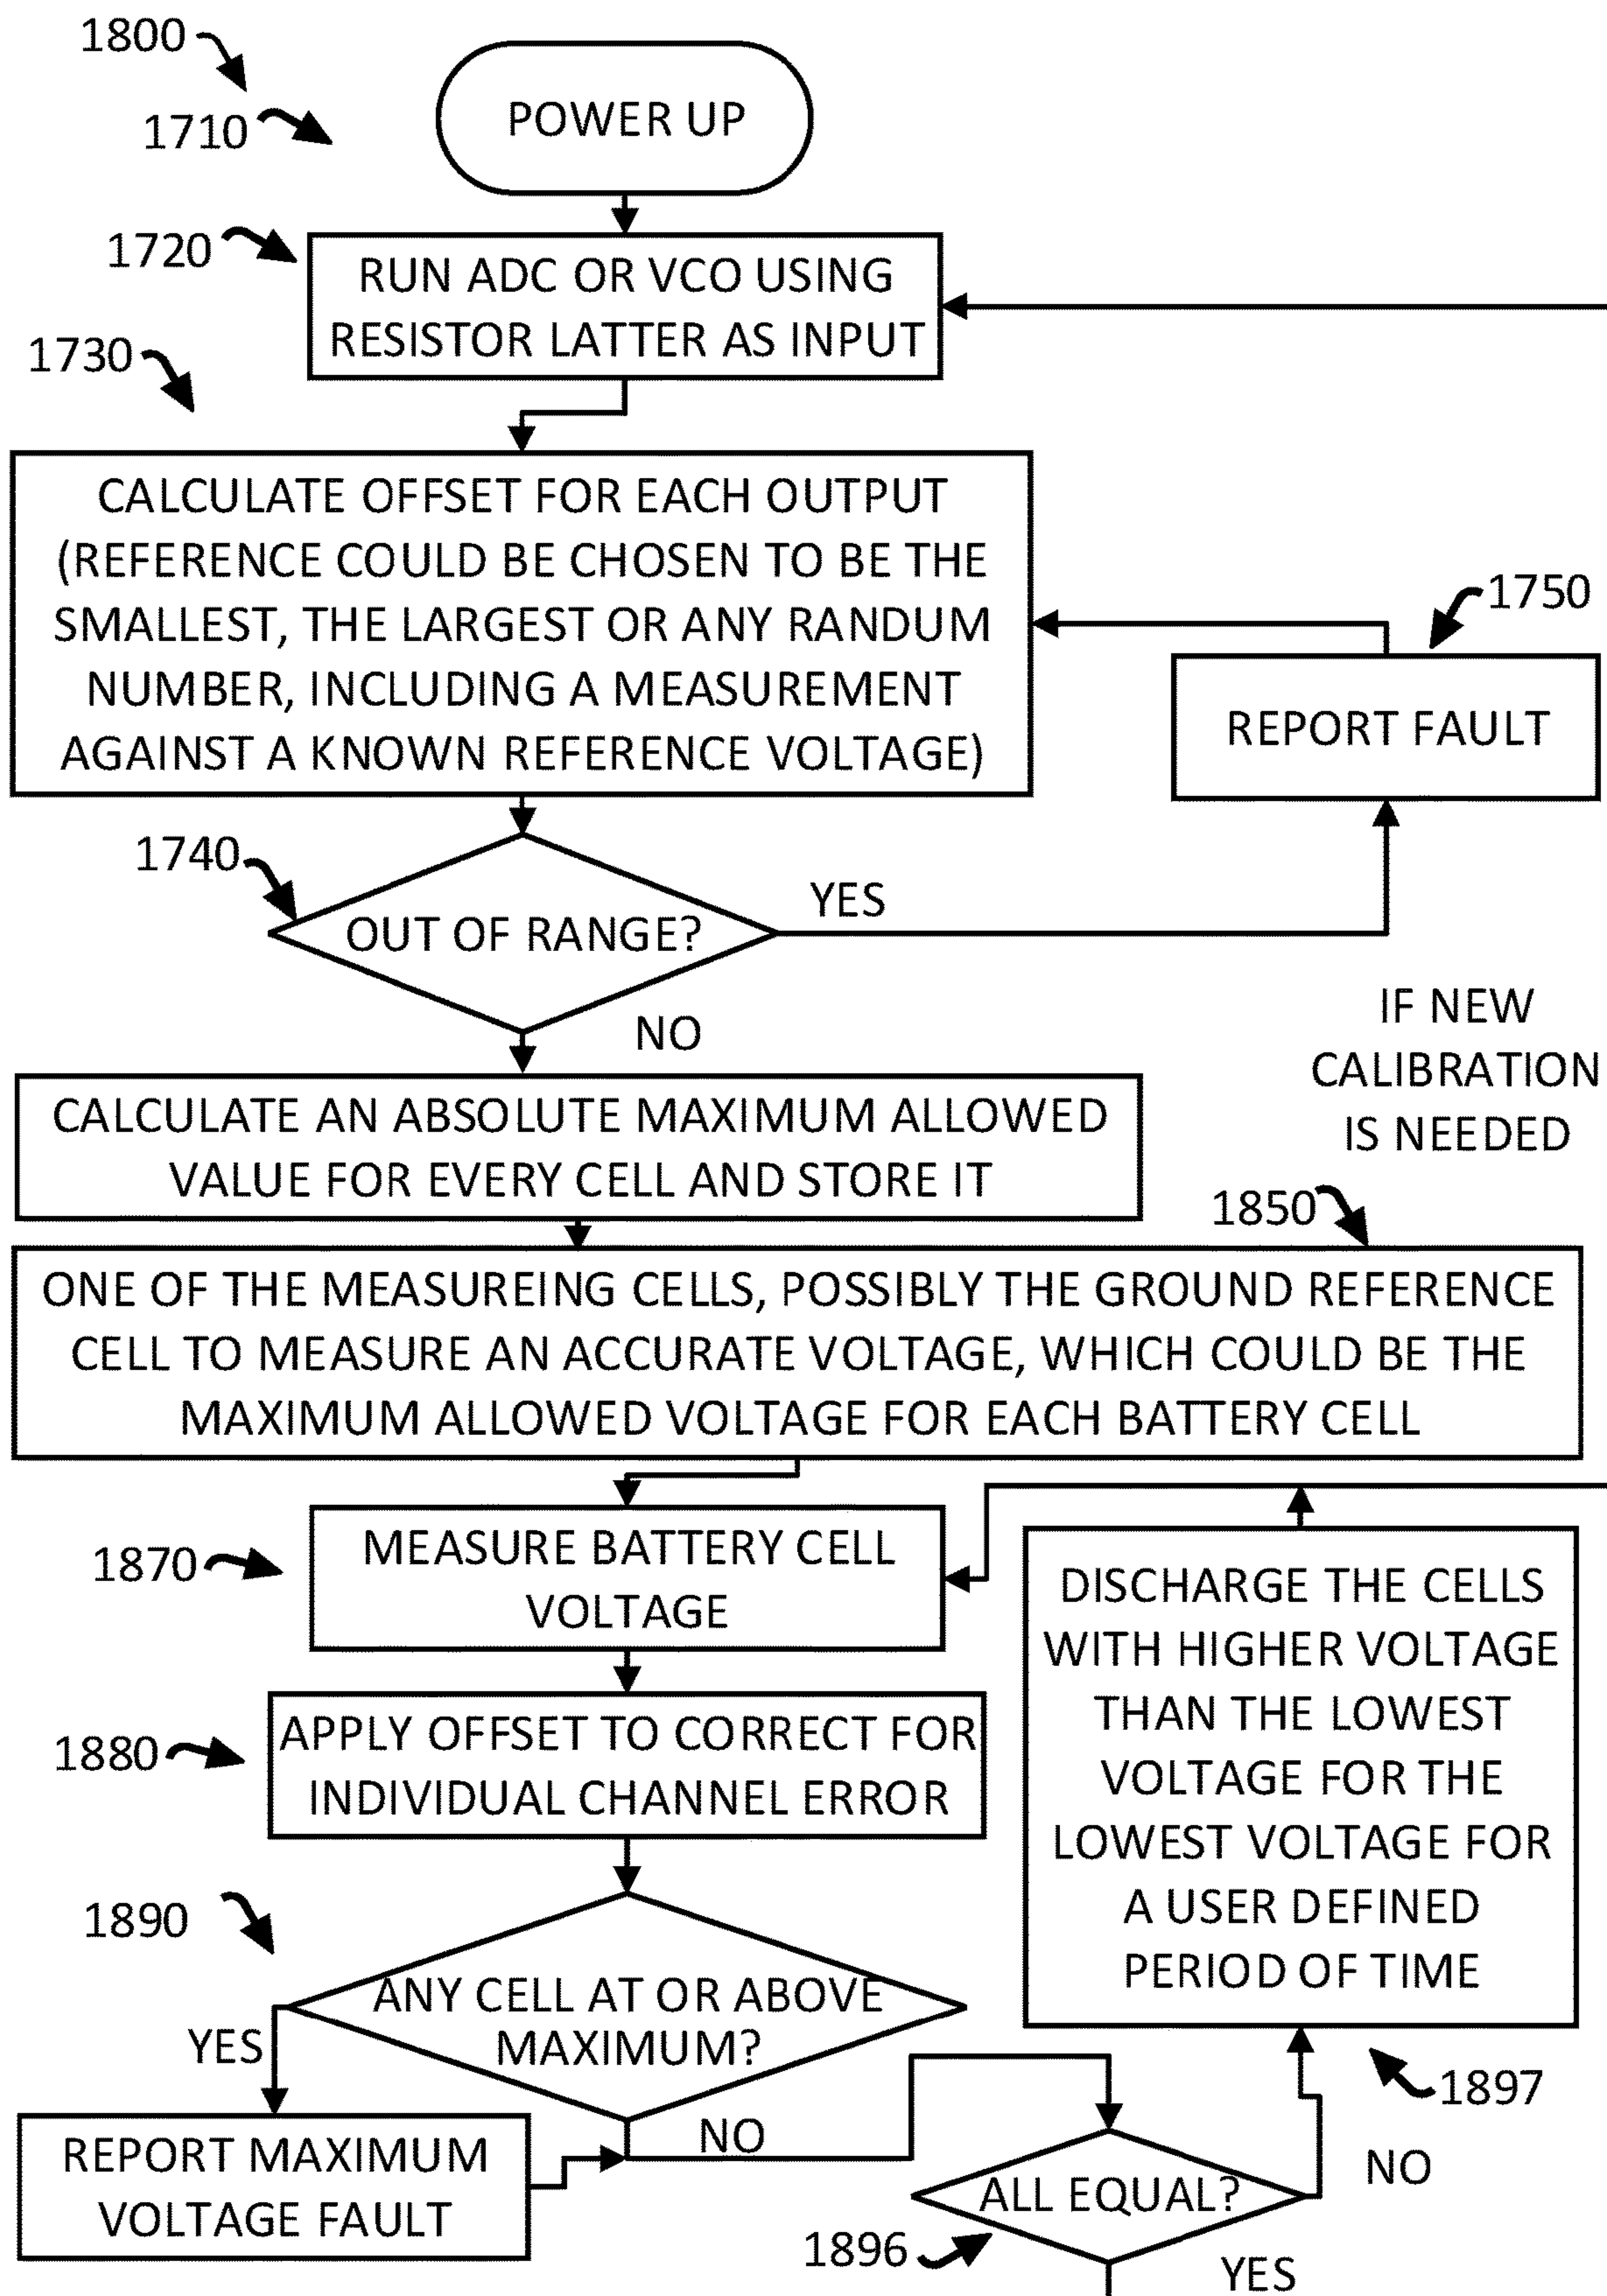 1800
1710
POWER UP
1720
RUN ADC OR VCO USING
RESISTOR LATTER AS INPUT
1730
CALCULATE OFFSET FOR EACH OUTPUT
(REFERENCE COULD BE CHOSEN TO BE THE
SMALLEST, THE LARGEST OR ANY RANDUM
NUMBER, INCLUDING A MEASUREMENT
AGAINST A KNOWN REFERENCE VOLTAGE)
1750
REPORT FAULT
1740
OUT OF RANGE?
YES
NO
IF NEW
CALIBRATION
IS NEEDED
CALCULATE AN ABSOLUTE MAXIMUM ALLOWED
VALUE FOR EVERY CELL AND STORE IT
1850
ONE OF THE MEASUREING CELLS, POSSIBLY THE GROUND REFERENCE
CELL TO MEASURE AN ACCURATE VOLTAGE, WHICH COULD BE THE
MAXIMUM ALLOWED VOLTAGE FOR EACH BATTERY CELL
1870
MEASURE BATTERY CELL
VOLTAGE
1880
APPLY OFFSET TO CORRECT FOR
INDIVIDUAL CHANNEL ERROR
DISCHARGE THE CELLS
WITH HIGHER VOLTAGE
THAN THE LOWEST
VOLTAGE FOR THE
LOWEST VOLTAGE FOR
A USER DEFINED
PERIOD OF TIME
1890
ANY CELL AT OR ABOVE
MAXIMUM?
YES
NO
1897
REPORT MAXIMUM
VOLTAGE FAULT
ALL EQUAL?
NO
1896
YES